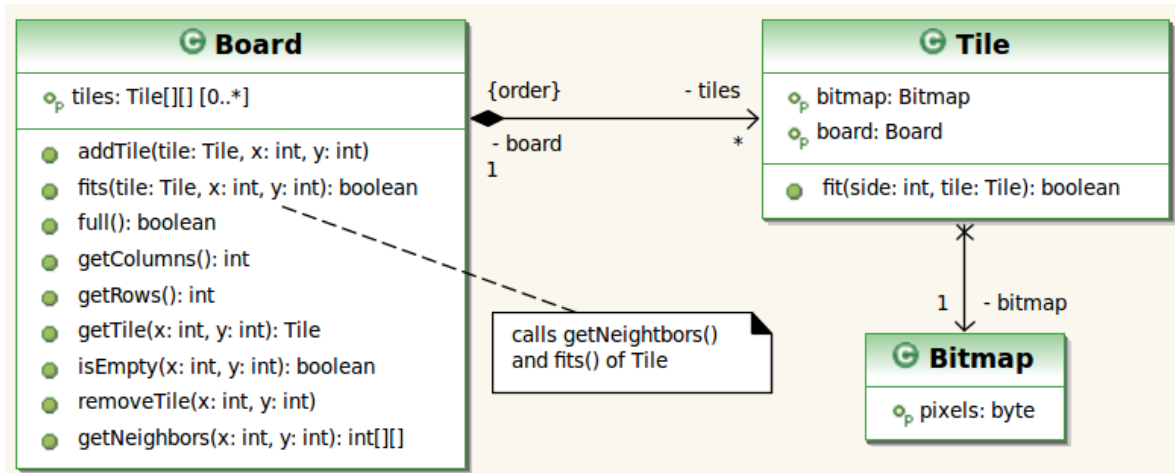 C Board
tiles: Tile[][] [0..*]
addTile(tile: Tile, x: int, y: int)
fits(tile: Tile, x: int, y: int): boolean
full(): boolean
getColumns(): int
getRows(): int
getTile(x: int, y: int): Tile
isEmpty(x: int, y: int): boolean
removeTile(x: int, y: int)
getNeighbors(x: int, y: int): int[][]
{order}
- tiles
- board
*
1
C Tile
bitmap: Bitmap
board: Board
fit(side: int, tile: Tile): boolean
calls getNeightbors()
and fits() of Tile
1
- bitmap
C Bitmap
pixels: byte